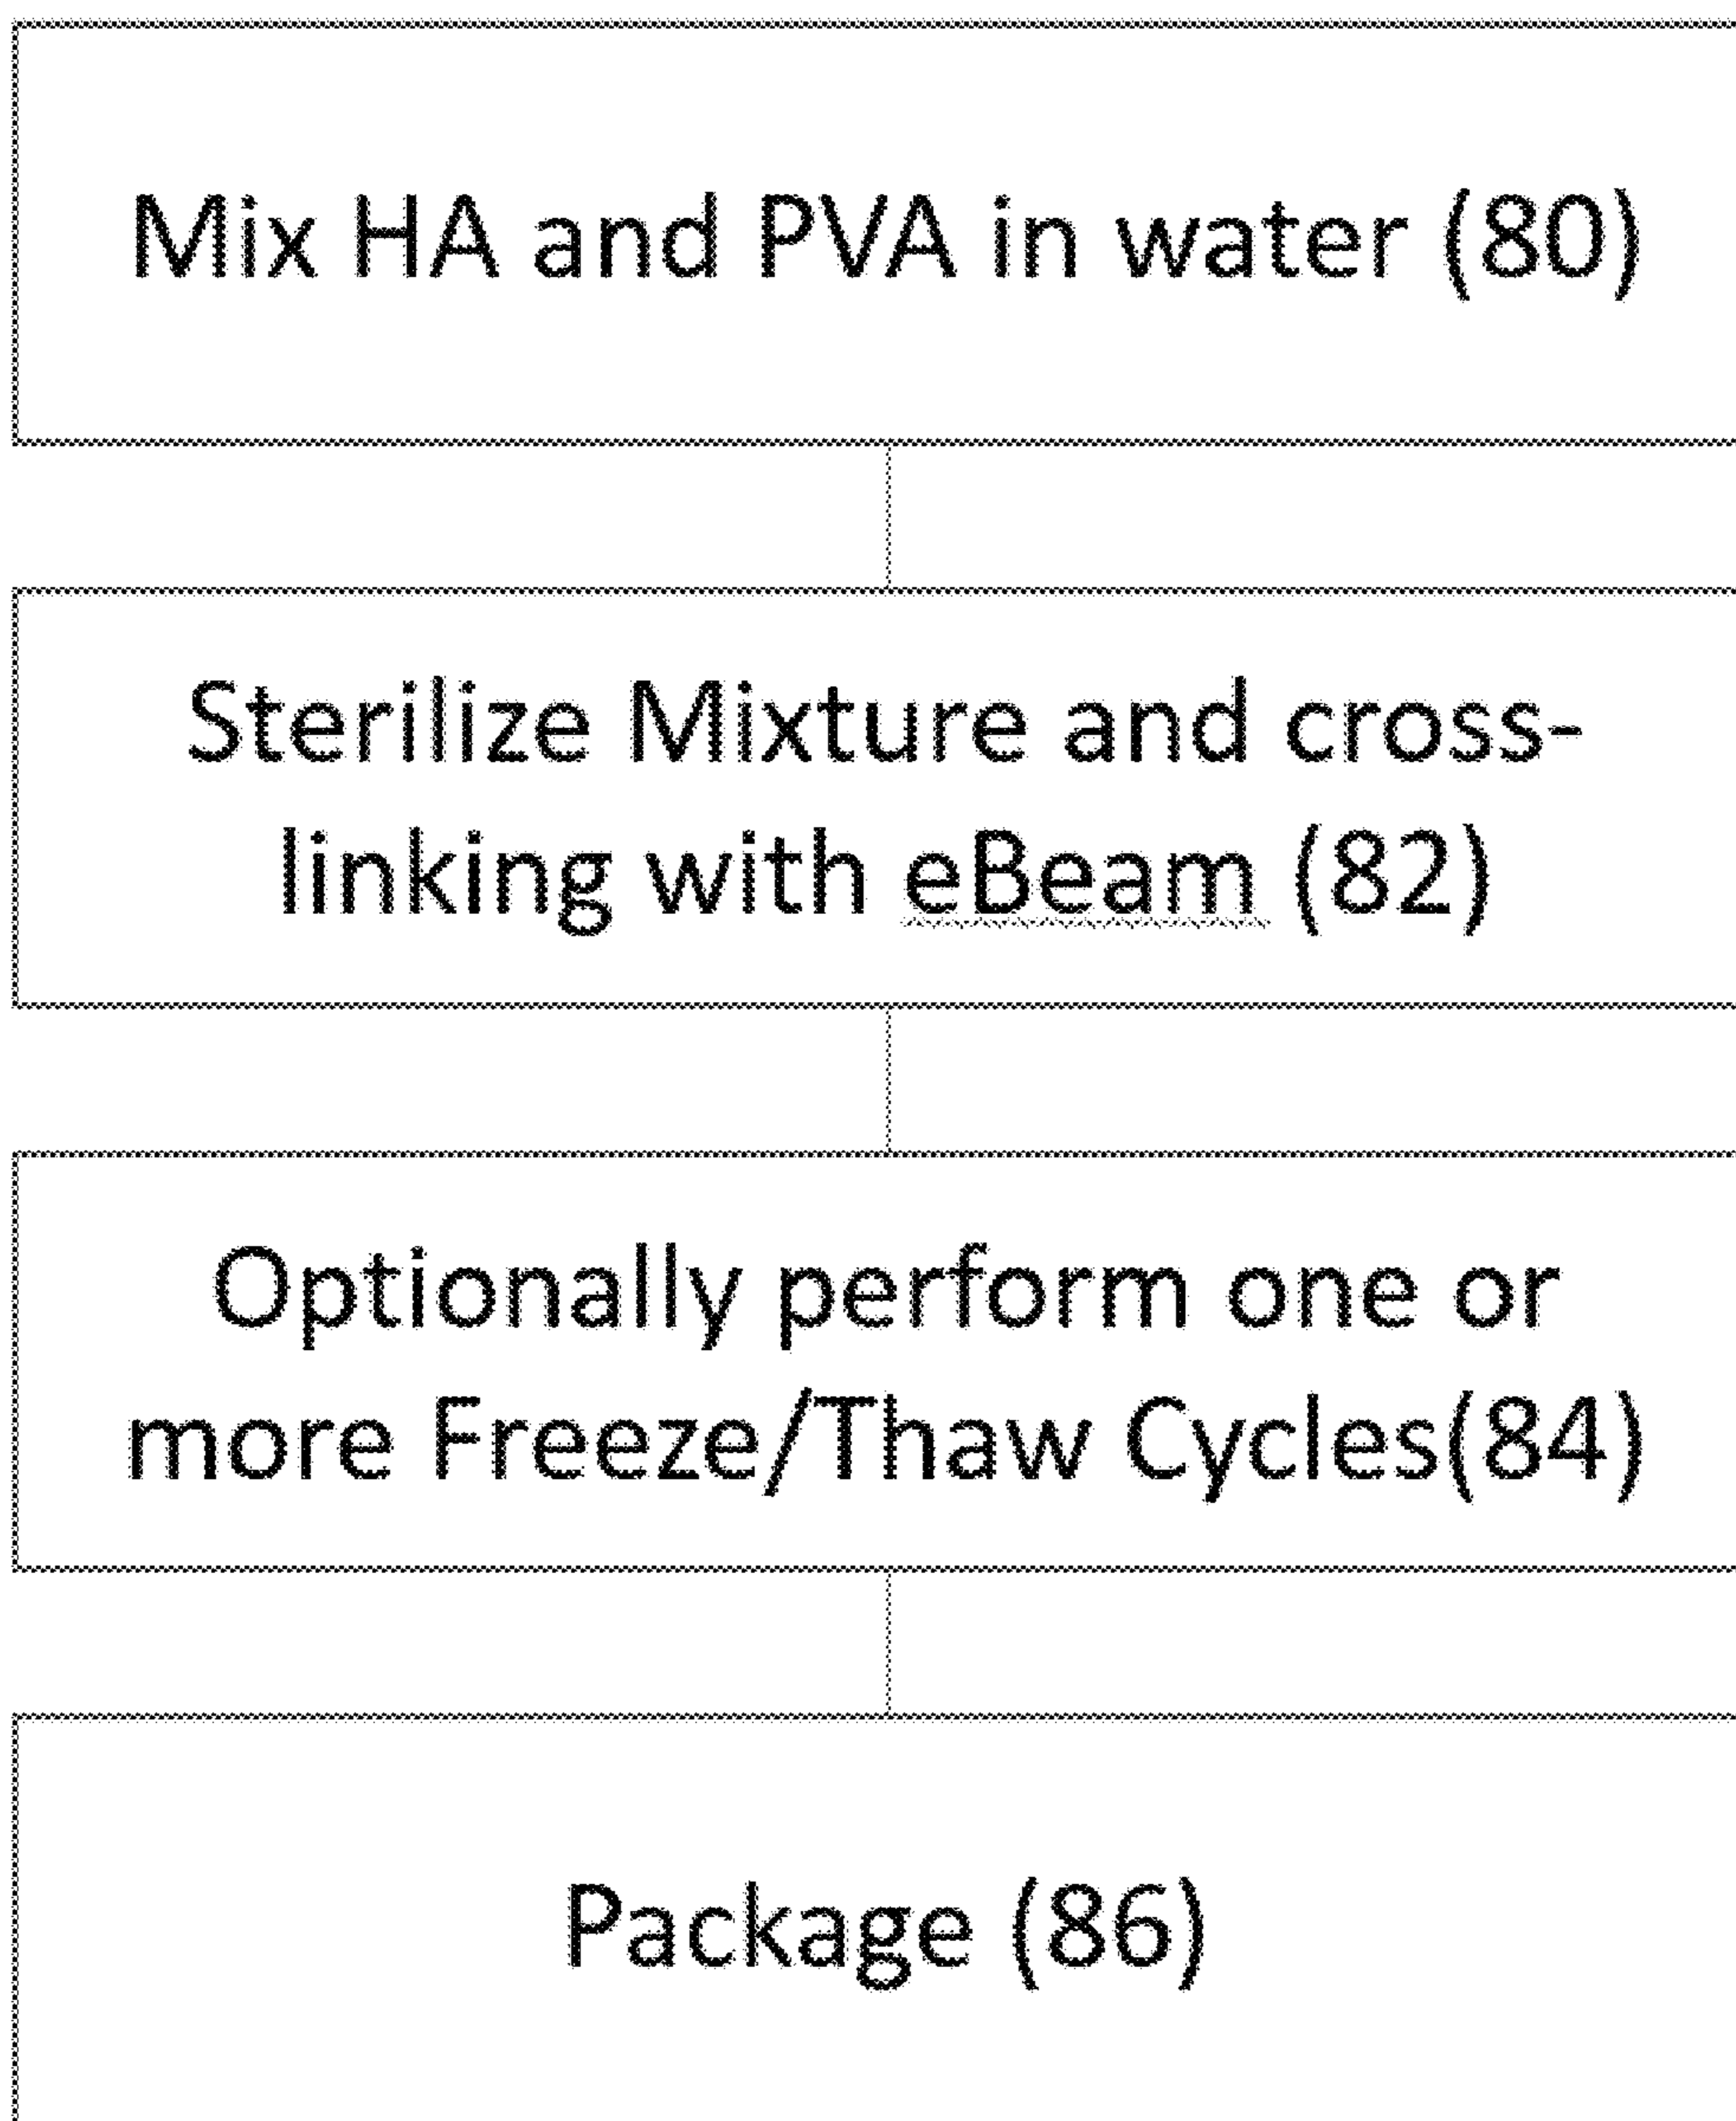 Mix HA and PVA in water (80)
Sterilize Mixture and cross-
linking with eBeam (82)
Optionally perform one or
more Freeze/Thaw Cycles(84)
Package (86)